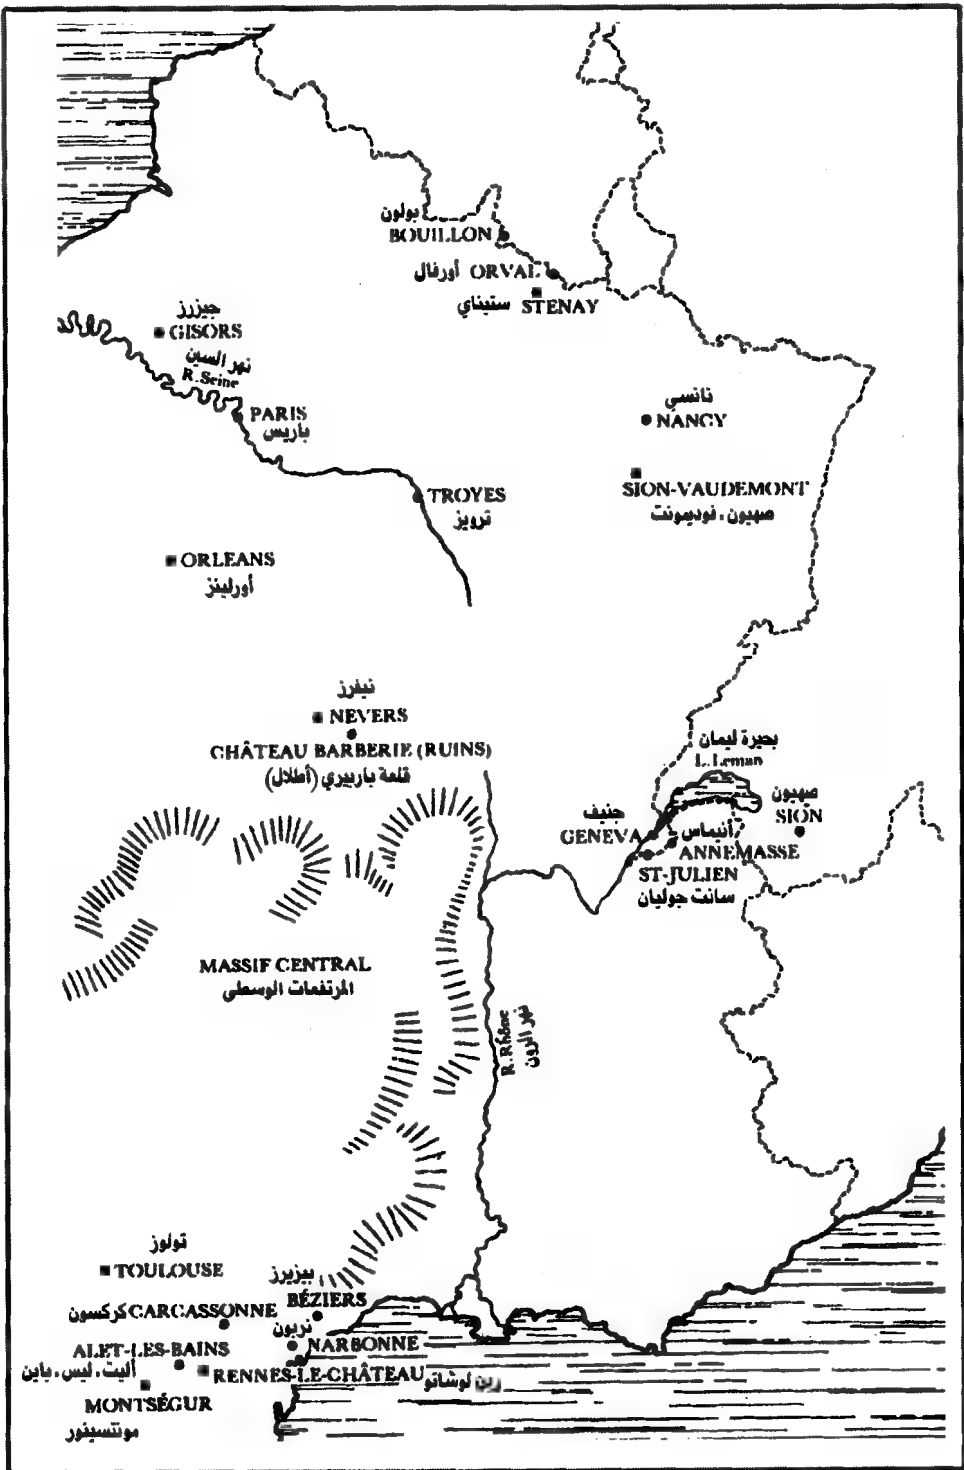 بولون
BOUILLON
أورفال ORVAL
ستيناي STENAY
جيزرز
GISORS
نهر السين
R. Seine
PARIS
باريس
نانسي
NANCY
TROYES
ترويز
SION-VAUDEMONT
صهيون، فوديمونت
ORLEANS
أورلينز
نيفرز
NEVERS
CHÂTEAU BARBERIE (RUINS)
قلعة باربيري (أطلال)
بحيرة ليمان
L. Leman
صهيون
SION
جنيف
GENEVA
أنيماس
ANNEMASSE
ST-JULIEN
سانت جوليان
MASSIF CENTRAL
المرتفعات الوسطى
R. Rhône
نهر الرون
تولوز
TOULOUSE
بيزيرز
BÉZIERS
كركسون CARCASSONNE
نربون
NARBONNE
ALET-LES-BAINS
أليت، ليس، باين
RENNES-LE-CHÂTEAU رين لوشاتو
MONTSÉGUR
مونتسيفور